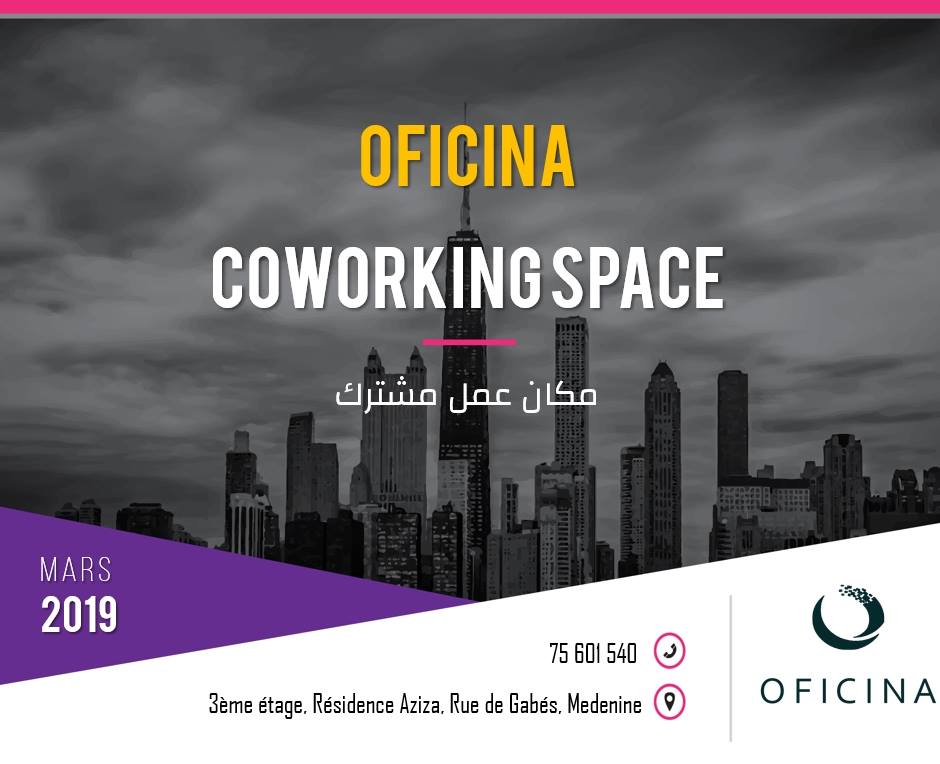 OFICINA
COWORKING SPACE
مكان عمل مشترك
MARS
2019
75 601 540
3ème étage, Résidence Aziza, Rue de Gabés, Medenine
OFICINA